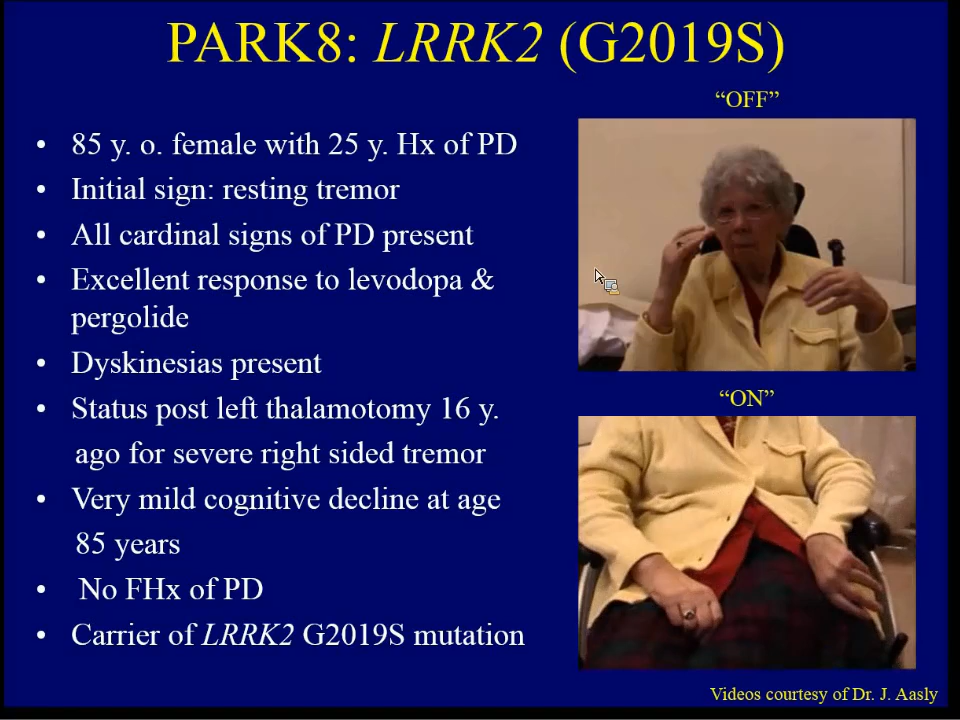 PARK8: LRRK2 (G2019S)
“OFF”
• 85 y. o. female with 25 y. Hx of PD
• Initial sign: resting tremor
• All cardinal signs of PD present
• Excellent response to levodopa &
pergolide
• Dyskinesias present
• Status post left thalamotomy 16 y.
ago for severe right sided tremor
• Very mild cognitive decline at age
85 years
• No FHx of PD
• Carrier of LRRK2 G2019S mutation
“ON”
Videos courtesy of Dr. J. Aasly